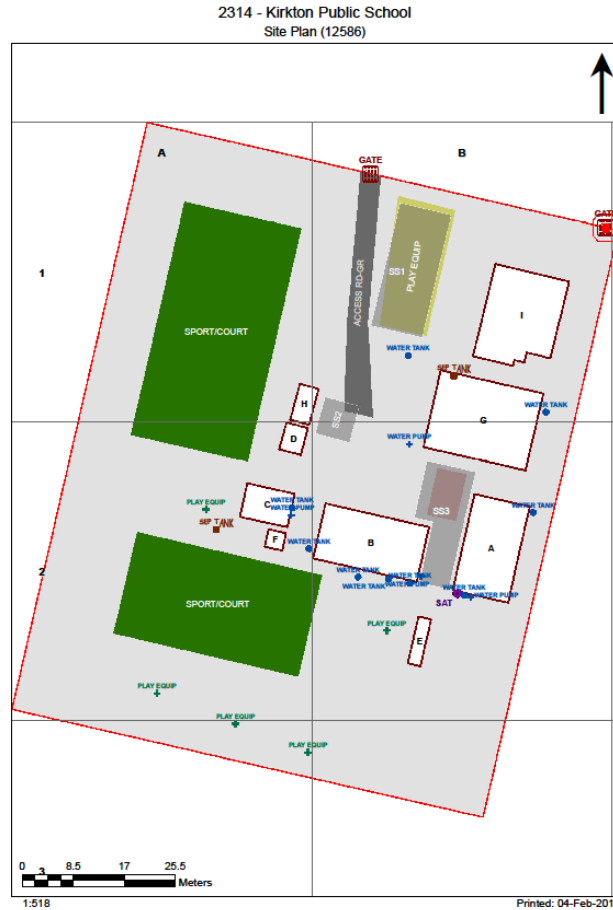 2314 - Kirkton Public School
Site Plan (12586)
A
B
GATE
GATE
1
ACCESS RD-GR
SS1
PLAY EQUIP
I
SPORT/COURT
WATER TANK
SEP TANK
H
SS2
G
WATER TANK
D
WATER PUMP
PLAY EQUIP
C
WATER TANK
WATER PUMP
SS3
WATER TANK
SEP TANK
F
WATER TANK
B
A
2
WATER TANK
WATER TANK
WATER PUMP
WATER TANK
WATER PUMP
SAT
SPORT/COURT
PLAY EQUIP
E
PLAY EQUIP
PLAY EQUIP
PLAY EQUIP
0 8.5 17 25.5
Meters
3
1:518
Printed: 04-Feb-201